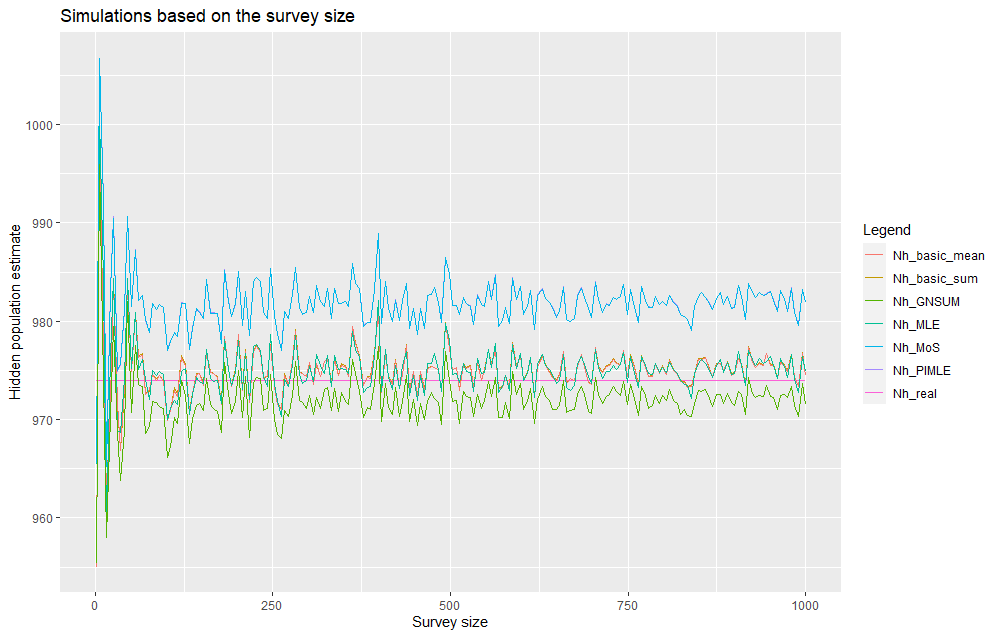 Simulations based on the survey size
Hidden population estimate
1000
990
980
970
960
0
250
500
750
1000
Survey size
Legend
Nh_basic_mean
Nh_basic_sum
Nh_GNSUM
Nh_MLE
Nh_MoS
Nh_PIMLE
Nh_real